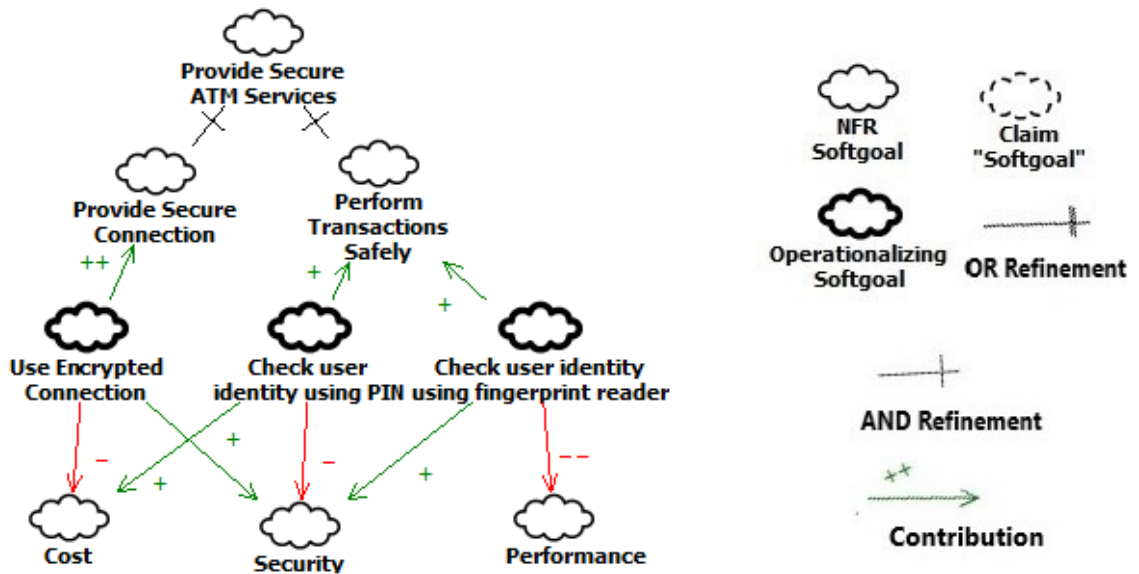 Provide Secure
ATM Services
Provide Secure
Connection
Perform
Transactions
Safely
++
+
+
Use Encrypted
Connection
Check user
identity using PIN
Check user identity
using fingerprint reader
-
+
+
-
+
--
Cost
Security
Performance
NFR
Softgoal
Claim
"Softgoal"
Operationalizing
Softgoal
OR Refinement
AND Refinement
++
Contribution